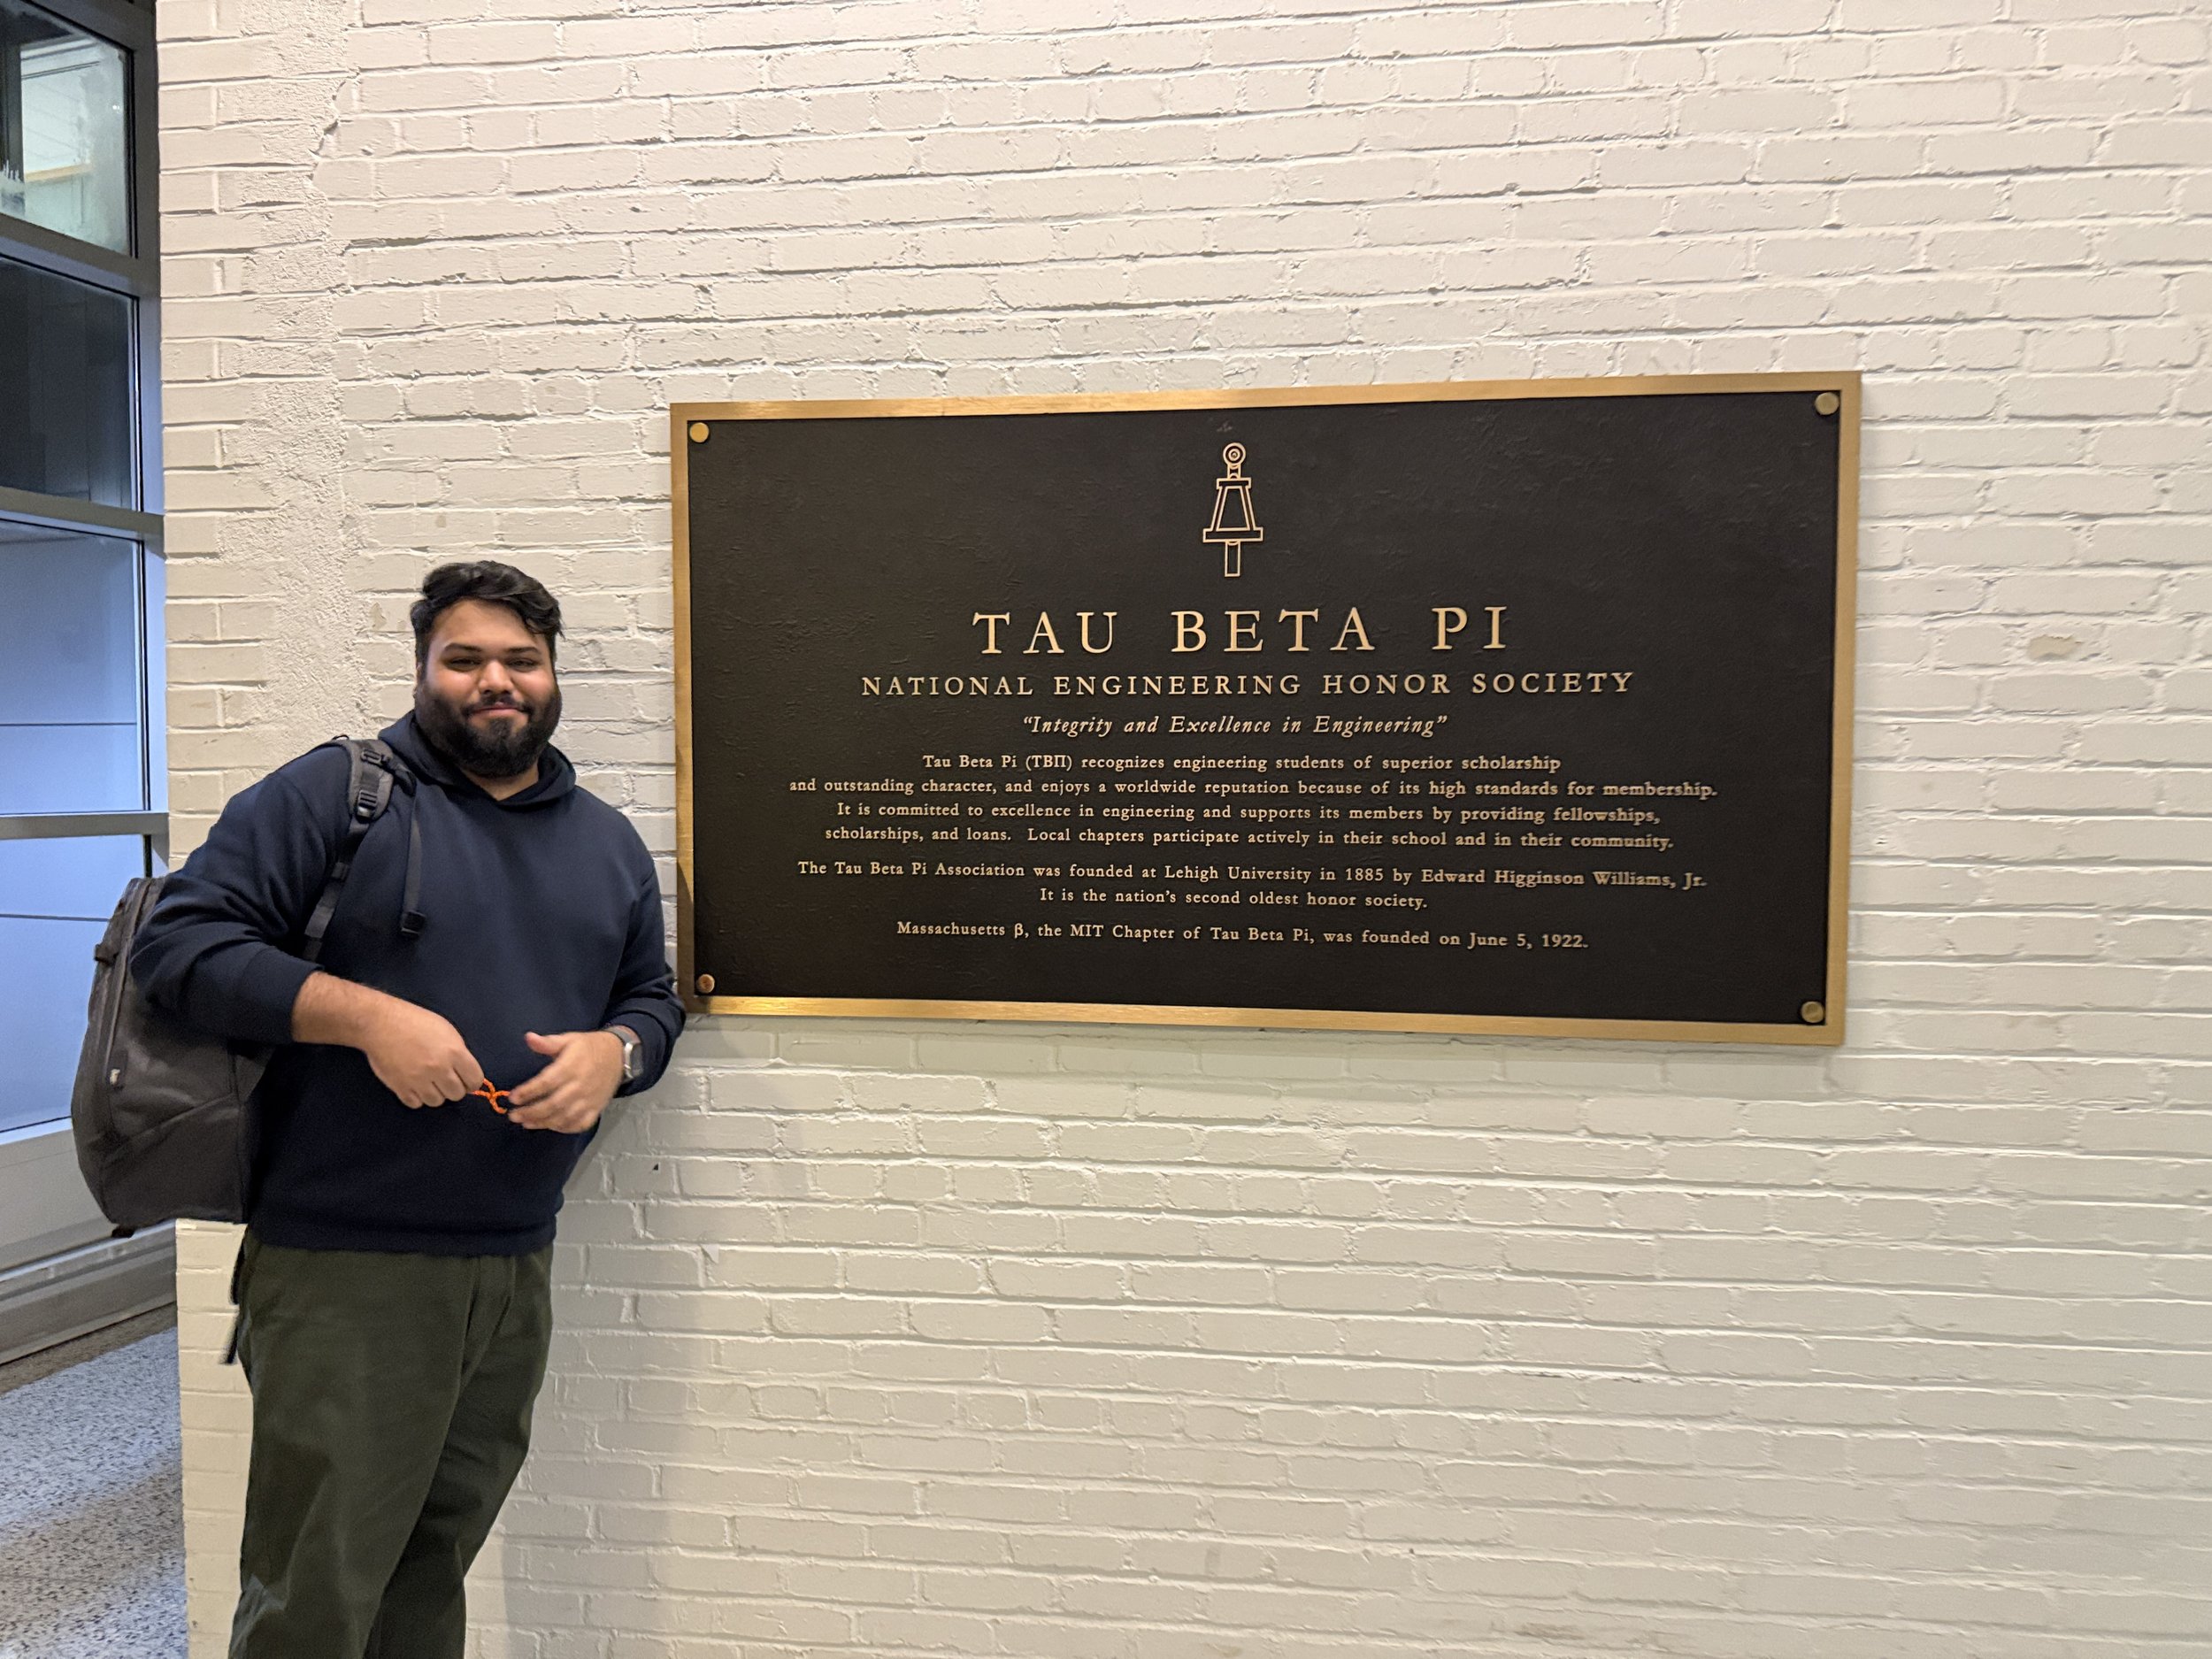 TAU BETA PI
NATIONAL ENGINEERING HONOR SOCIETY
“Integrity and Excellence in Engineering”
Tau Beta Pi (TBΠ) recognizes engineering students of superior scholarship
and outstanding character, and enjoys a worldwide reputation because of its high standards for membership.
It is committed to excellence in engineering and supports its members by providing fellowships,
scholarships, and loans. Local chapters participate actively in their school and in their community.
The Tau Beta Pi Association was founded at Lehigh University in 1885 by Edward Higginson Williams, Jr.
It is the nation's second oldest honor society.
Massachusetts β, the MIT Chapter of Tau Beta Pi, was founded on June 5, 1922.